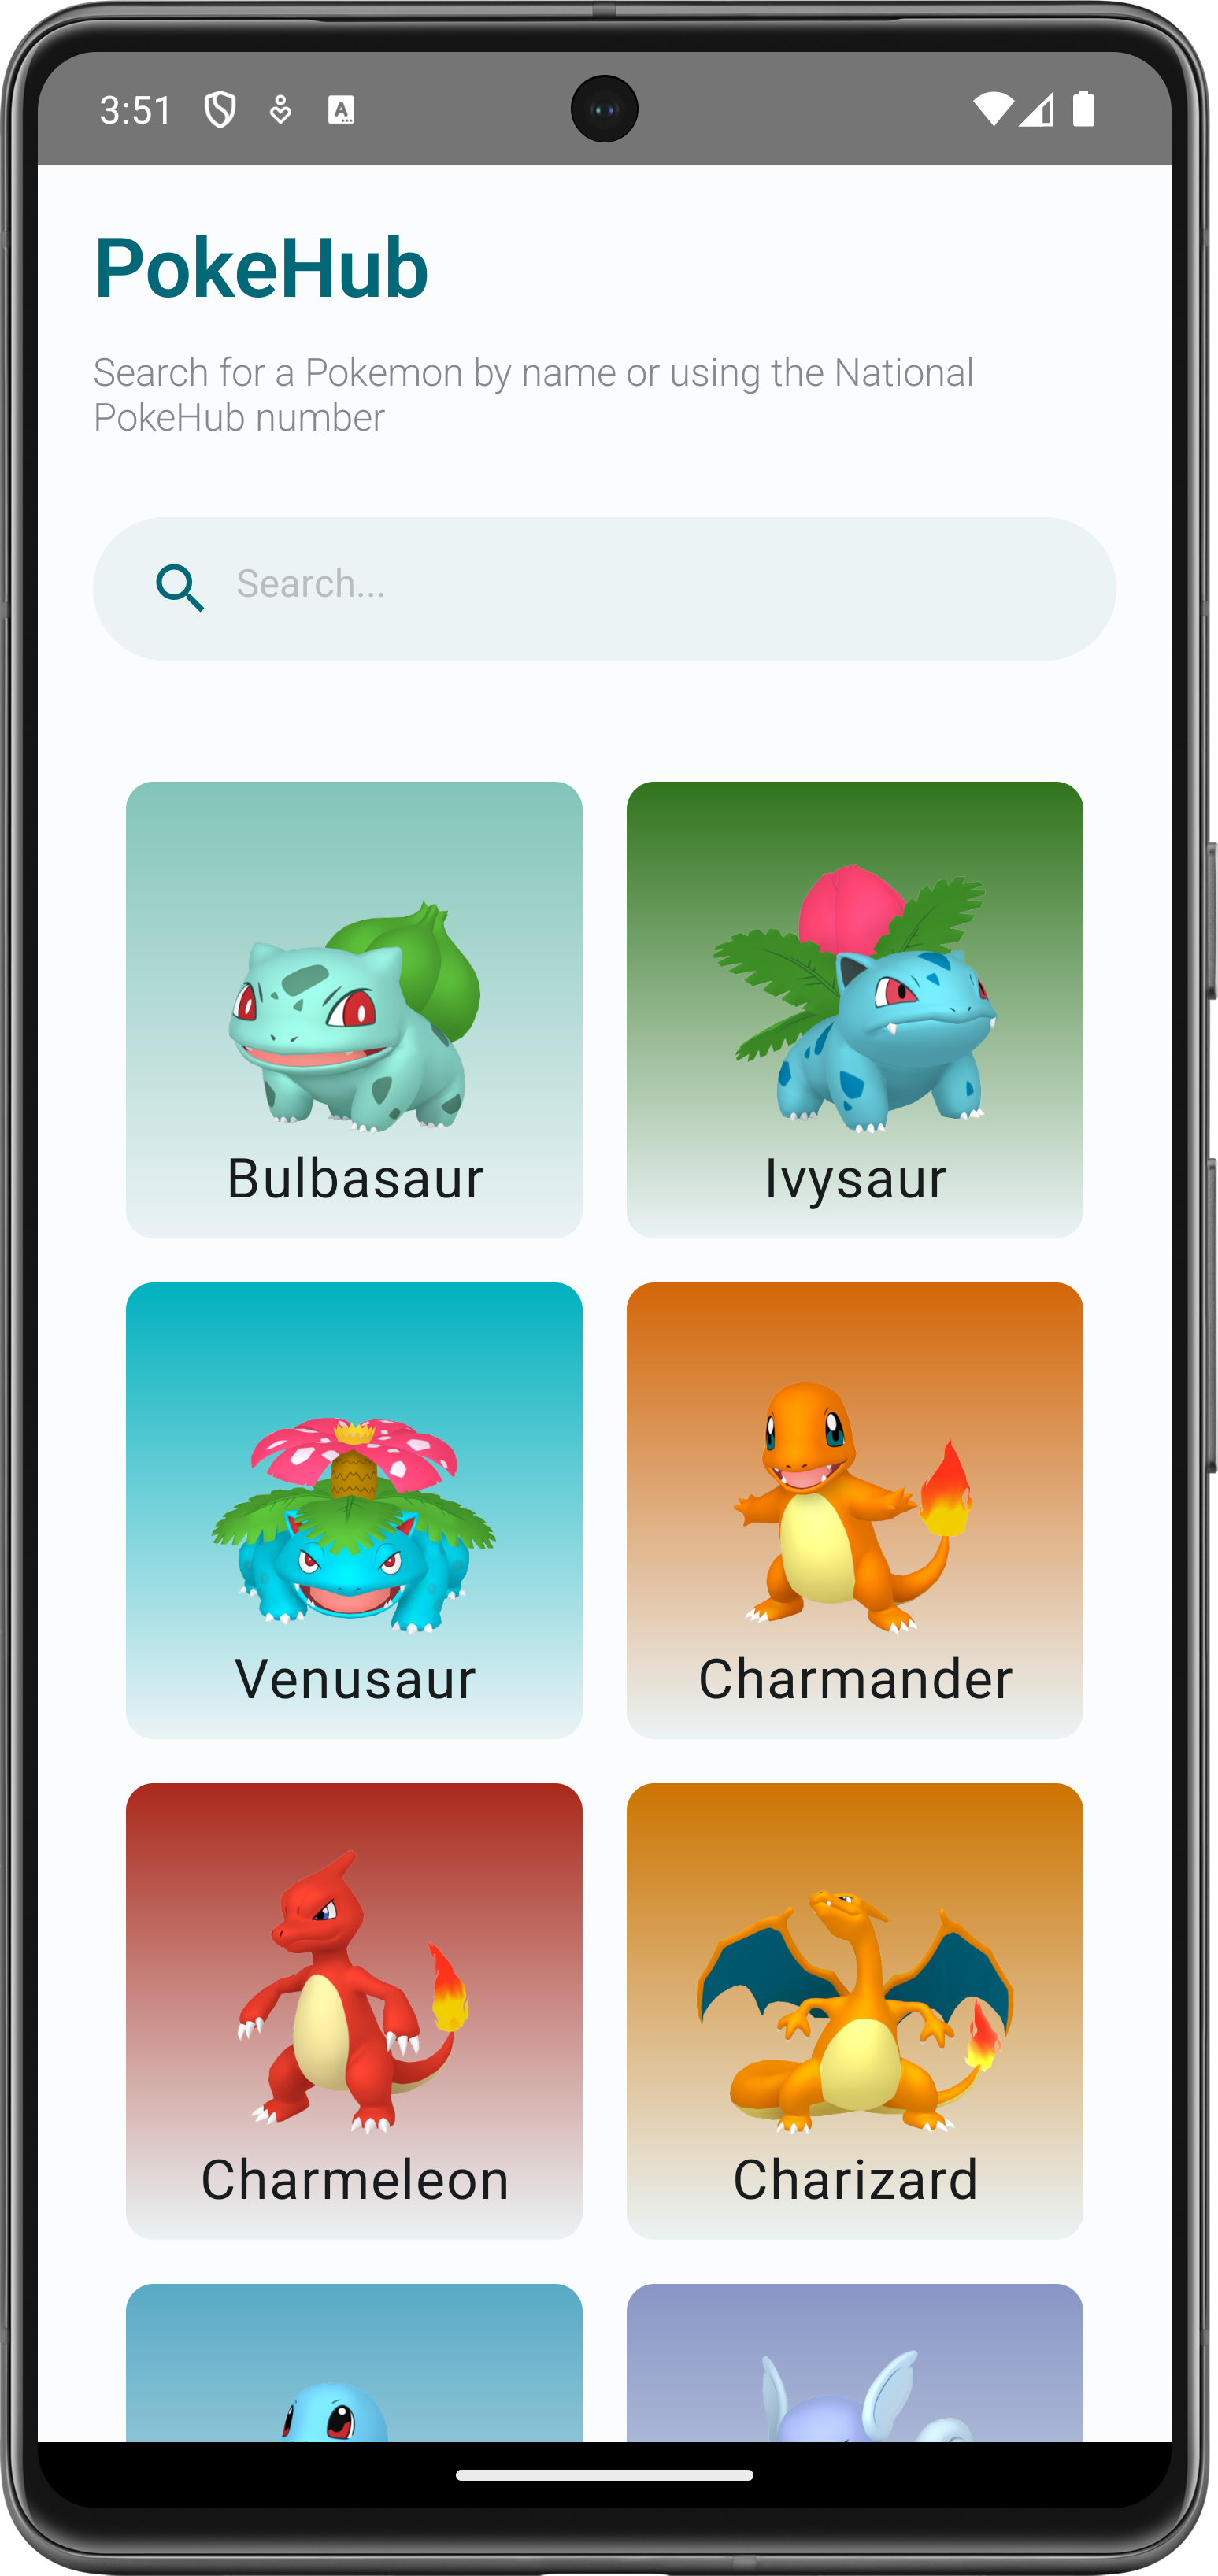 3:51
PokeHub
Search for a Pokemon by name or using the National
PokeHub number
Search...
Bulbasaur
Ivysaur
Venusaur
Charmander
Charmeleon
Charizard